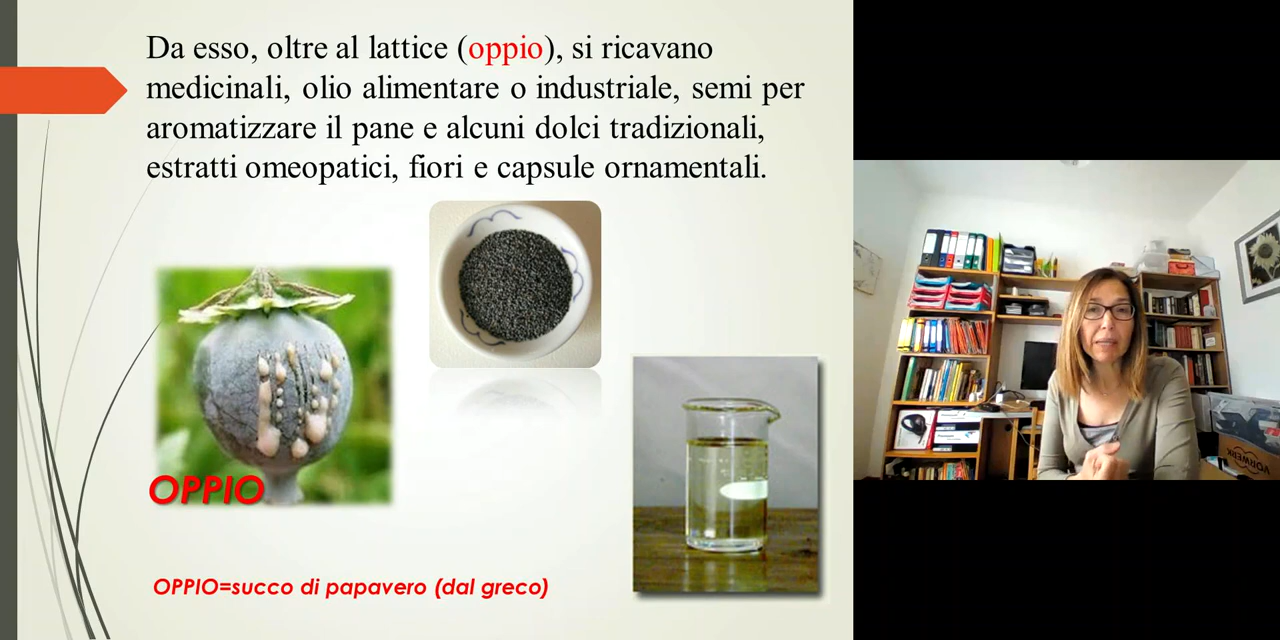 Da esso, oltre al lattice (oppio), si ricavano
medicinali, olio alimentare o industriale, semi per
aromatizzare il pane e alcuni dolci tradizionali,
estratti omeopatici, fiori e capsule ornamentali.
OPPIO
OPPIO=succo di papavero (dal greco)
VORWERK